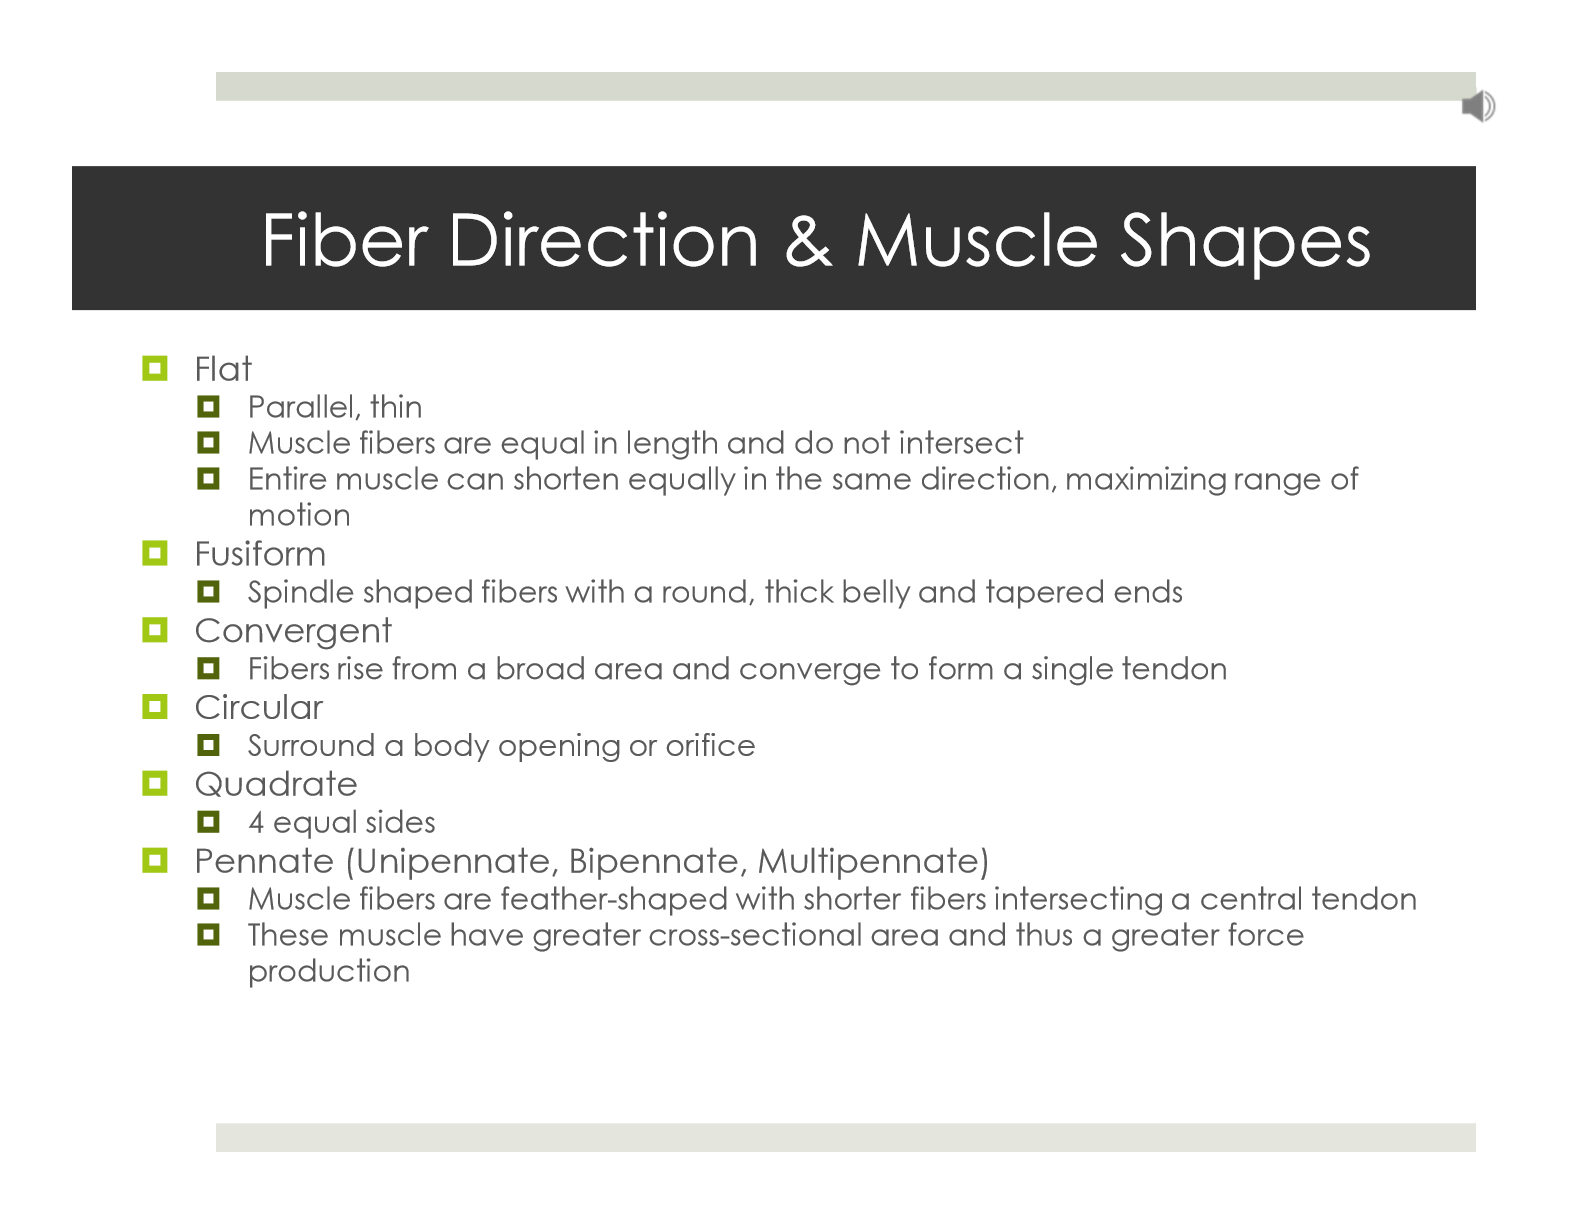 Fiber Direction & Muscle Shapes
Flat
Parallel, thin
Muscle fibers are equal in length and do not intersect
Entire muscle can shorten equally in the same direction, maximizing range of
motion
Fusiform
Spindle shaped fibers with a round, thick belly and tapered ends
Convergent
Fibers rise from a broad area and converge to form a single tendon
Circular
Surround a body opening or orifice
Quadrate
4 equal sides
Pennate (Unipennate, Bipennate, Multipennate)
Muscle fibers are feather-shaped with shorter fibers intersecting a central tendon
These muscle have greater cross-sectional area and thus a greater force
production